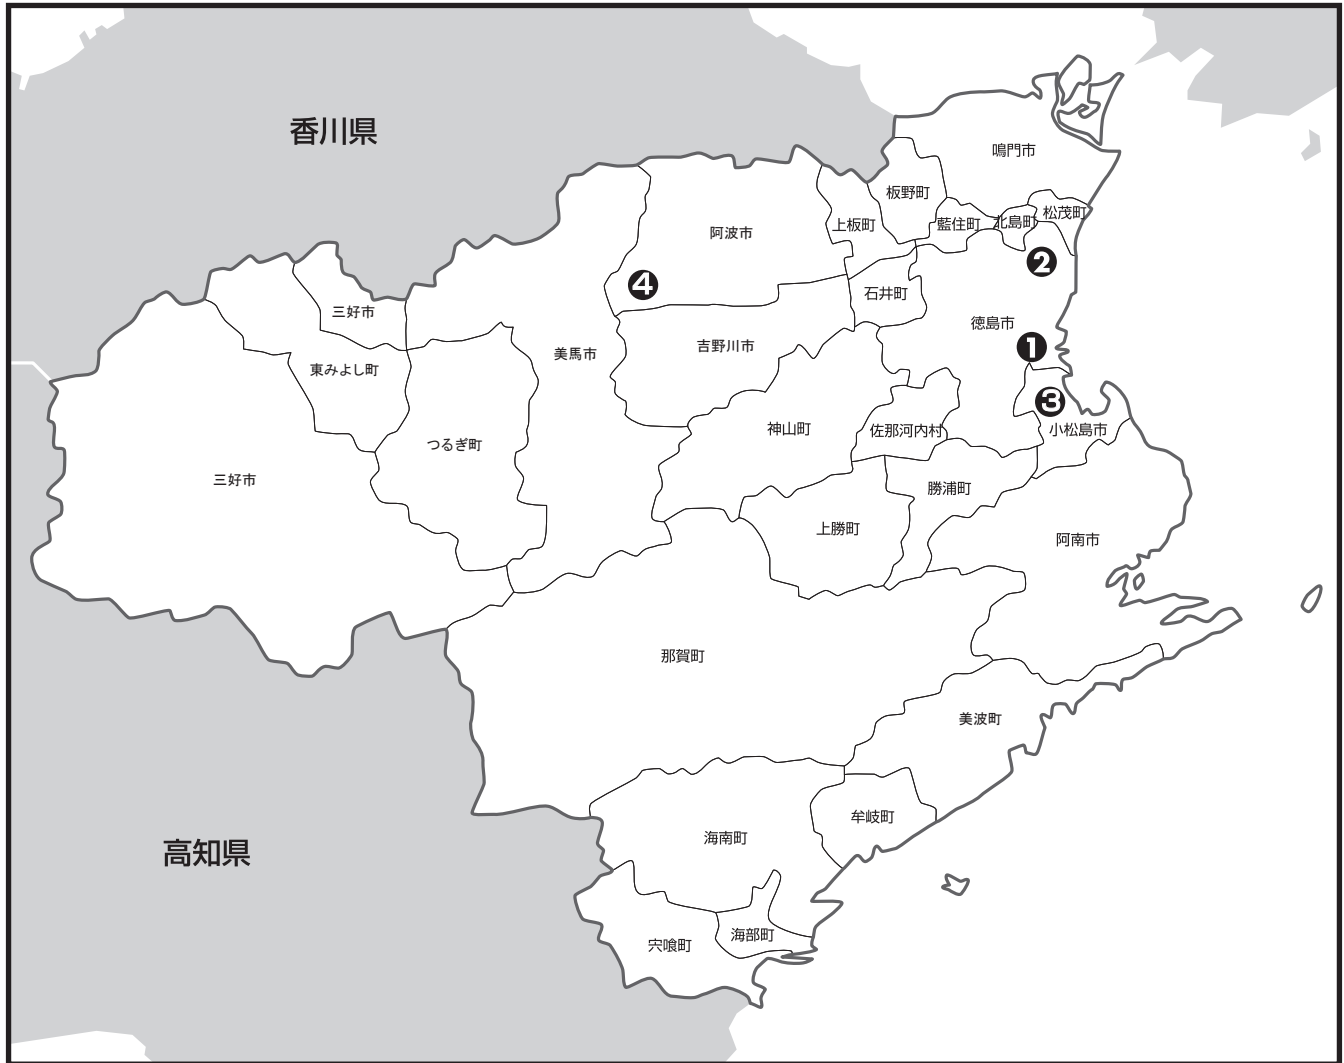 香川県
鳴門市
板野町
松茂町
北島町
藍住町
上板町
阿波市
②
④
石井町
三好市
徳島市
吉野川市
①
美馬市
東みよし町
③
小松島市
神山町
佐那河内村
つるぎ町
三好市
勝浦町
上勝町
阿南市
那賀町
美波町
牟岐町
海南町
高知県
海部町
宍喰町